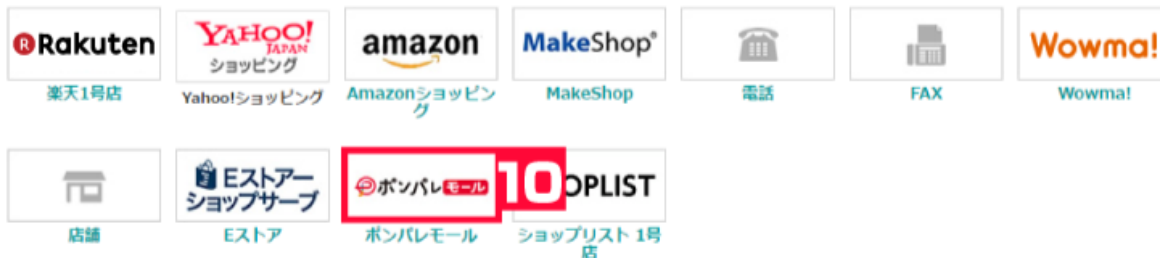 Rakuten
YAHOO!
JAPAN
ショッピング
amazon
MakeShop®
Wowma!
楽天1号店
Yahoo!ショッピング
Amazonショッピン
グ
MakeShop
電話
FAX
Wowma!
Eストアー
ショップサーブ
ポンパレモール
10
OPLIST
店舗
Eストア
ポンパレモール
ショップリスト 1号
店